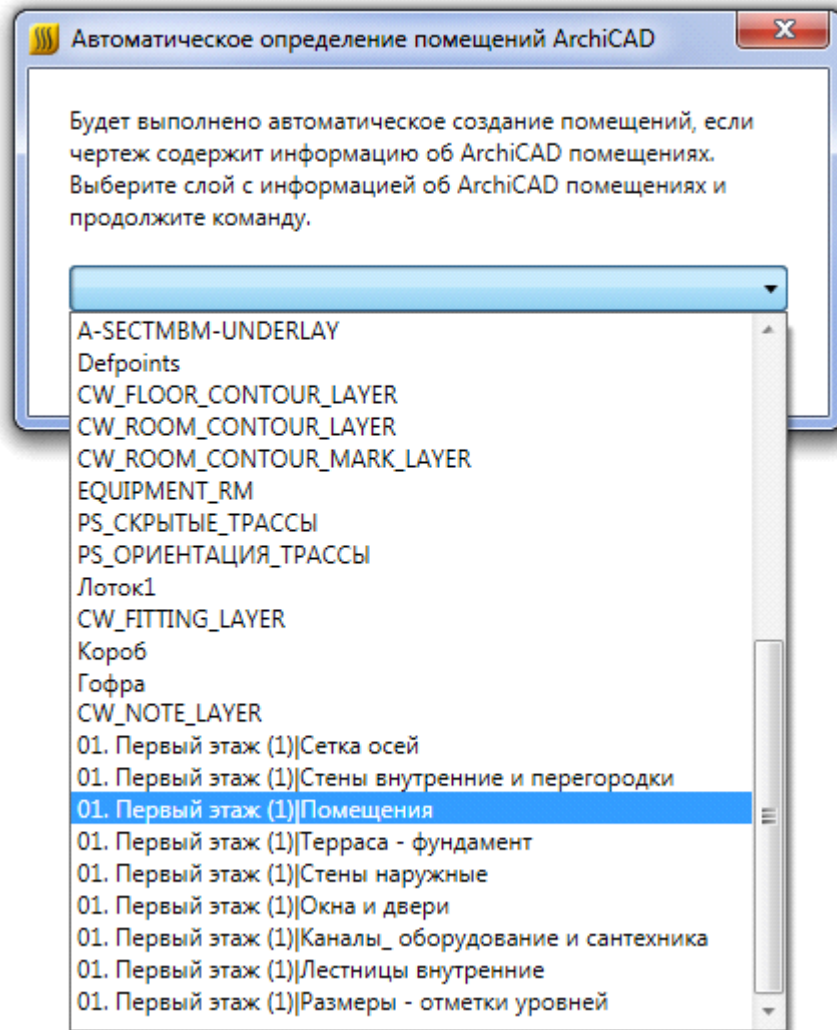 Автоматическое определение помещений ArchiCAD
Будет выполнено автоматическое создание помещений, если
чертеж содержит информацию об ArchiCAD помещениях.
Выберите слой с информацией об ArchiCAD помещениях и
продолжите команду.
A-SECTMBM-UNDERLAY
Defpoints
CW_FLOOR_CONTOUR_LAYER
CW_ROOM_CONTOUR_LAYER
CW_ROOM_CONTOUR_MARK_LAYER
EQUIPMENT_RM
PS_СКРЫТЫЕ_ТРАССЫ
PS_ОРИЕНТАЦИЯ_ТРАССЫ
Лоток1
CW_FITTING_LAYER
Короб
Гофра
CW_NOTE_LAYER
01. Первый этаж (1)|Сетка осей
01. Первый этаж (1)|Стены внутренние и перегородки
01. Первый этаж (1)|Помещения
01. Первый этаж (1)|Терраса - фундамент
01. Первый этаж (1)|Стены наружные
01. Первый этаж (1)|Окна и двери
01. Первый этаж (1)|Каналы_ оборудование и сантехника
01. Первый этаж (1)|Лестницы внутренние
01. Первый этаж (1)|Размеры - отметки уровней